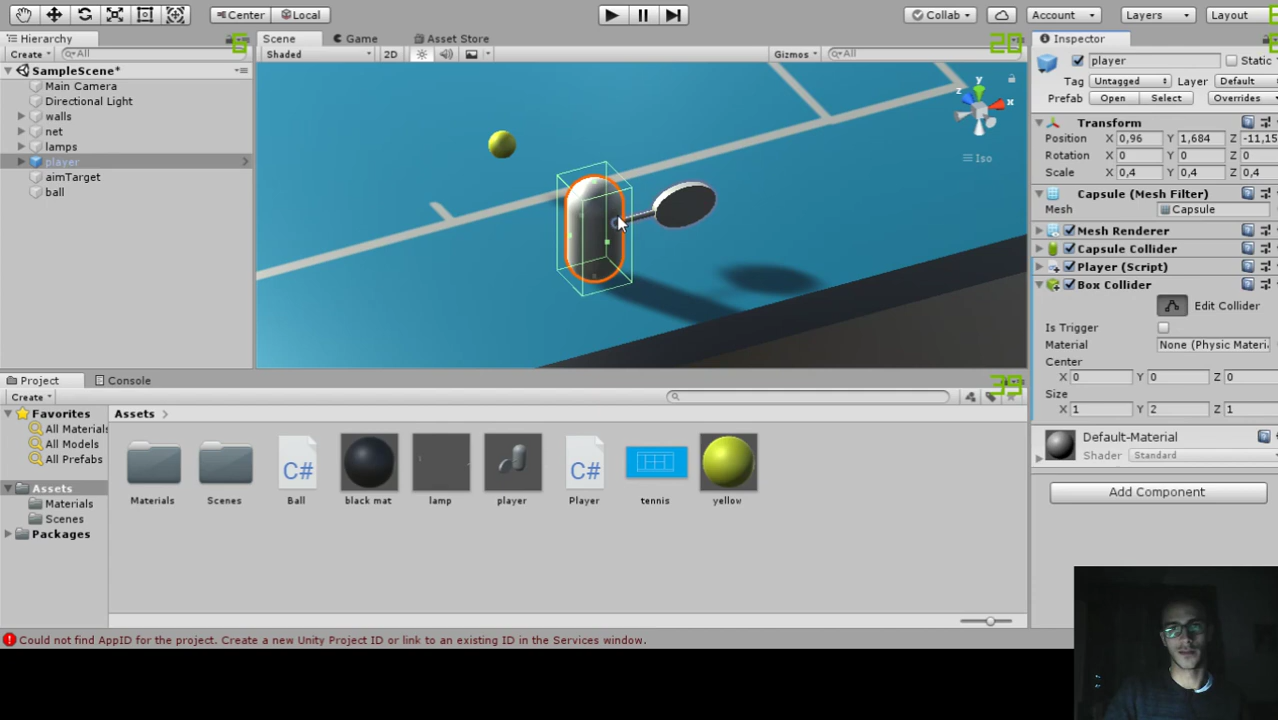 Center Local Collab Account Layers Layout
Hierarchy Scene Game Asset Store Inspector
Create All Shaded 2D Gizmos All player Static
SampleScene*
Main Camera
Directional Light
walls
net
lamps
player
aimTarget
ball
y
z x
Iso
Tag Untagged Layer Default
Prefab Open Select Overrides
Transform
Position X 0,96 Y 1,684 Z -11,15
Rotation X 0 Y 0 Z 0
Scale X 0,4 Y 0,4 Z 0,4
Capsule (Mesh Filter)
Mesh Capsule
Mesh Renderer
Capsule Collider
Player (Script)
Box Collider
Edit Collider
Is Trigger
Material None (Physic Materi
Center
X 0 Y 0 Z 0
Size
X 1 Y 2 Z 1
Default-Material
Shader Standard
Add Component
Project Console
Create
Favorites
All Materials
All Models
All Prefabs
Assets
Materials
Scenes
Packages
Assets
C# C#
Materials Scenes Ball black mat lamp player Player tennis yellow
Could not find AppID for the project. Create a new Unity Project ID or link to an existing ID in the Services window.